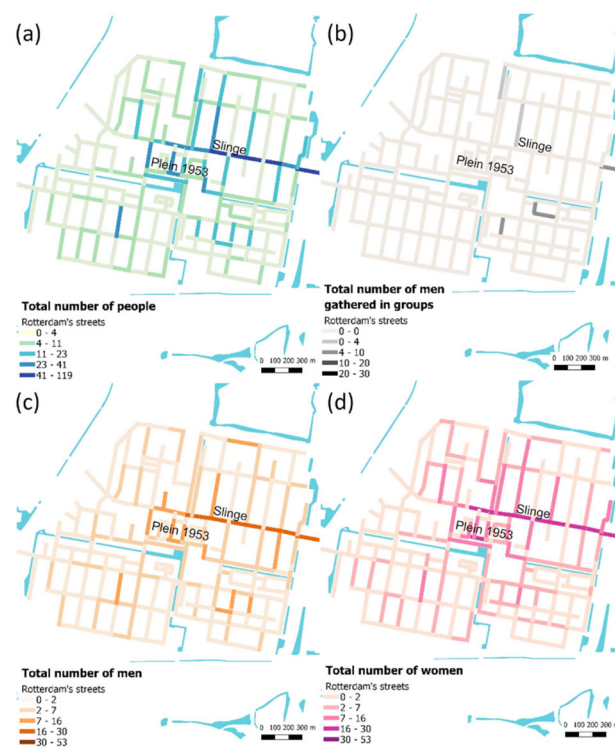 (a)
Slinge
Plein 1953
Total number of people
Rotterdam's streets
0 - 4
4 - 11
11 - 23
23 - 41
41 - 119
0 100 200 300 m
(b)
Slinge
Plein 1953
Total number of men
gathered in groups
Rotterdam's streets
0 - 0
0 - 4
4 - 10
10 - 20
20 - 30
0 100 200 300 m
(c)
Slinge
Plein 1953
Total number of men
Rotterdam's streets
0 - 2
2 - 7
7 - 16
16 - 30
30 - 53
0 100 200 300 m
(d)
Slinge
Plein 1953
Total number of women
Rotterdam's streets
0 - 2
2 - 7
7 - 16
16 - 30
30 - 53
0 100 200 300 m